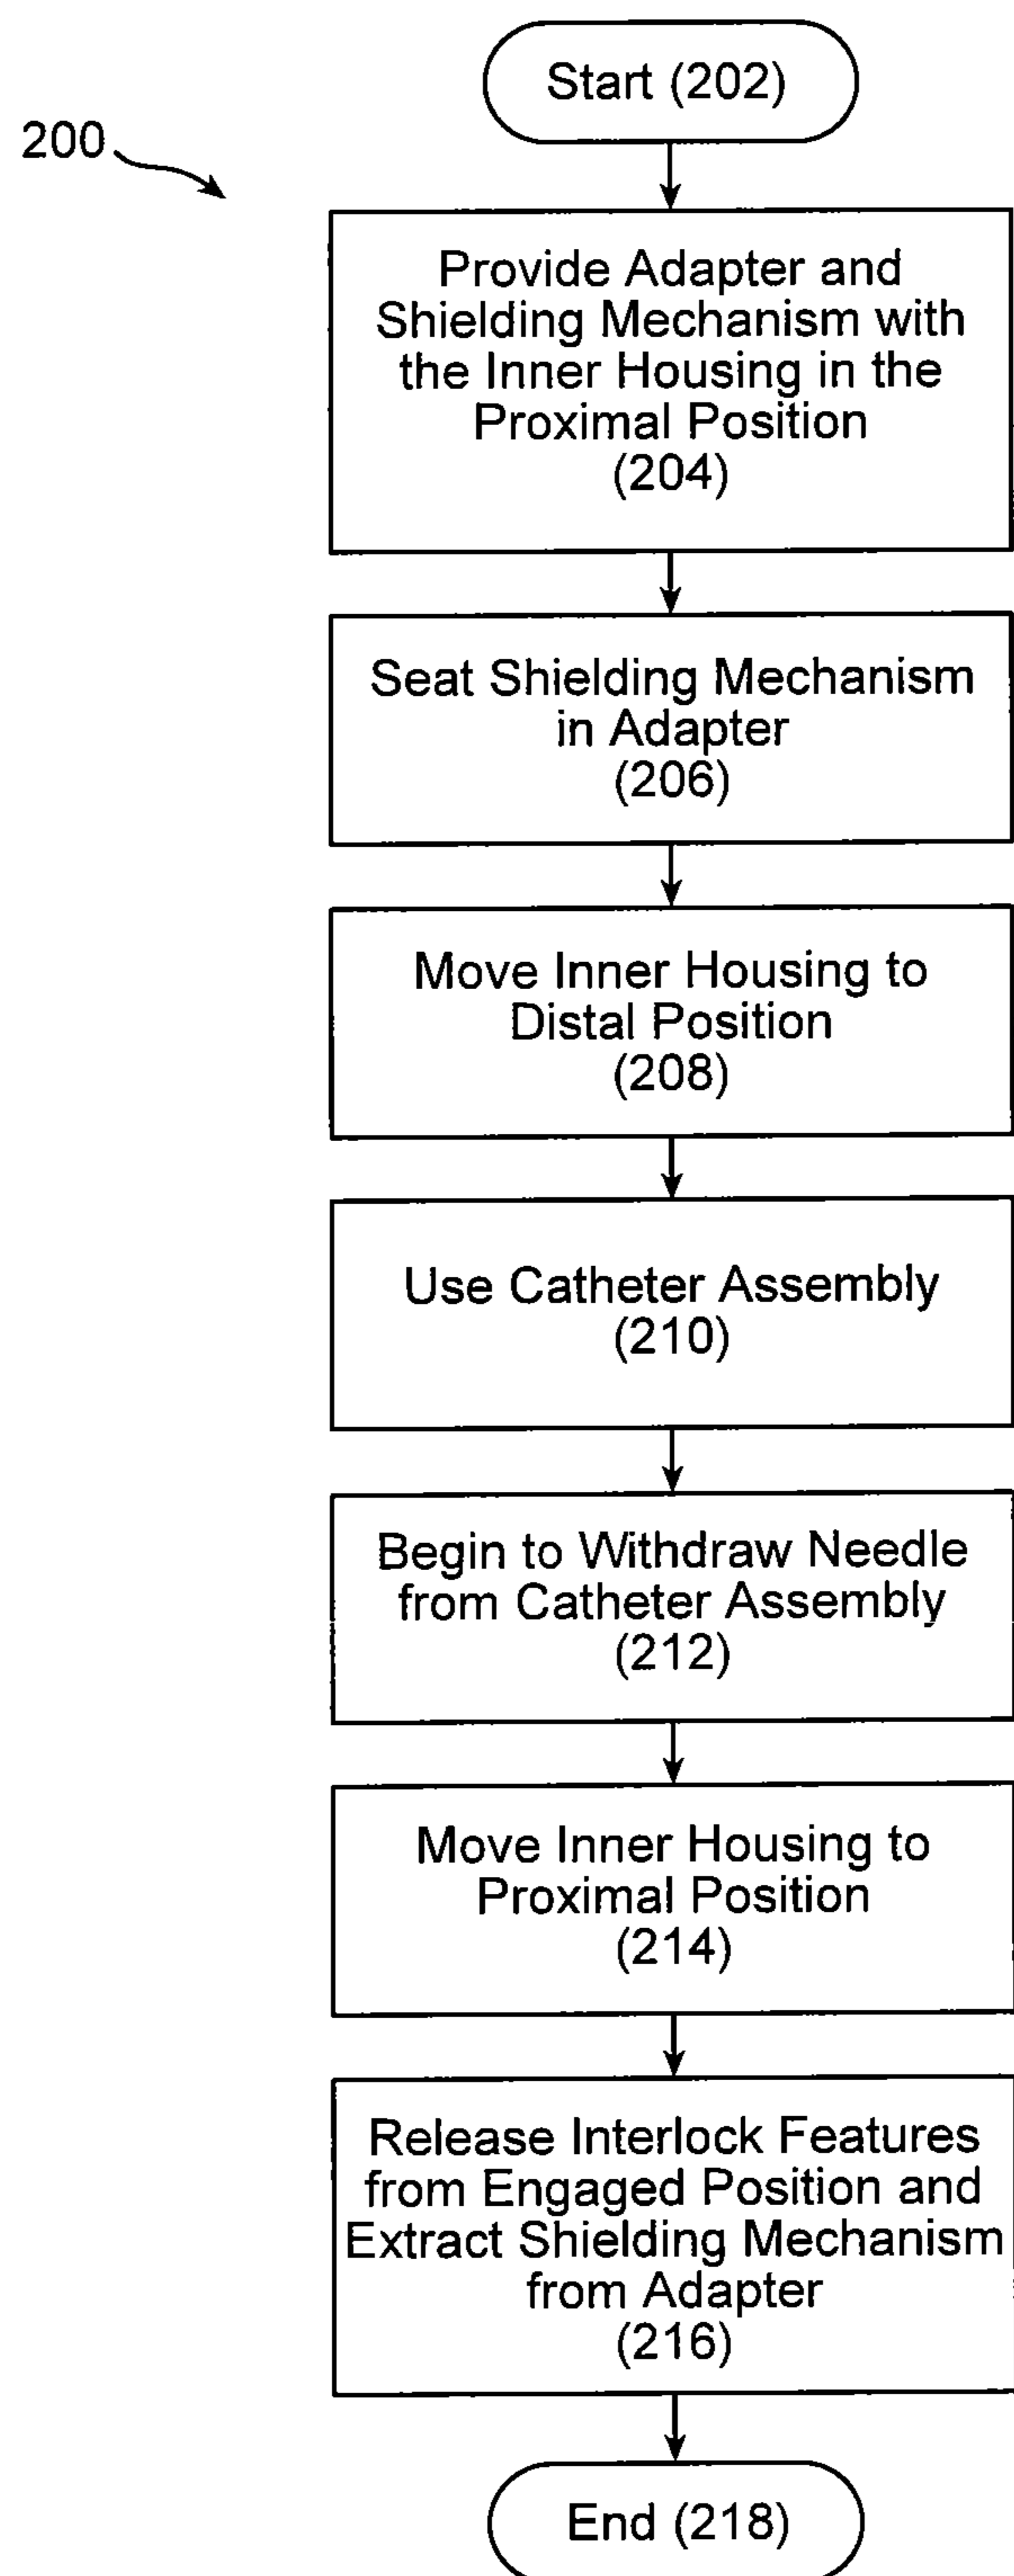 Start (202)
200
Provide Adapter and
Shielding Mechanism with
the Inner Housing in the
Proximal Position
(204)
Seat Shielding Mechanism
in Adapter
(206)
Move Inner Housing to
Distal Position
(208)
Use Catheter Assembly
(210)
Begin to Withdraw Needle
from Catheter Assembly
(212)
Move Inner Housing to
Proximal Position
(214)
Release Interlock Features
from Engaged Position and
Extract Shielding Mechanism
from Adapter
(216)
End (218)